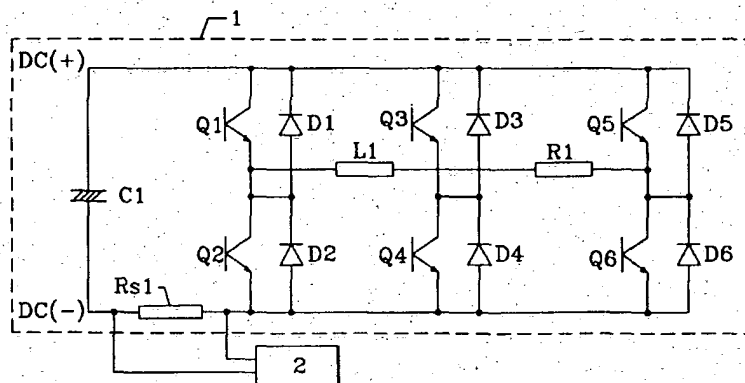 1
DC(+)
Q1 D1 Q3 D3 Q5 D5
L1 R1
C1
Q2 D2 Q4 D4 Q6 D6
Rs1
DC(-)
2